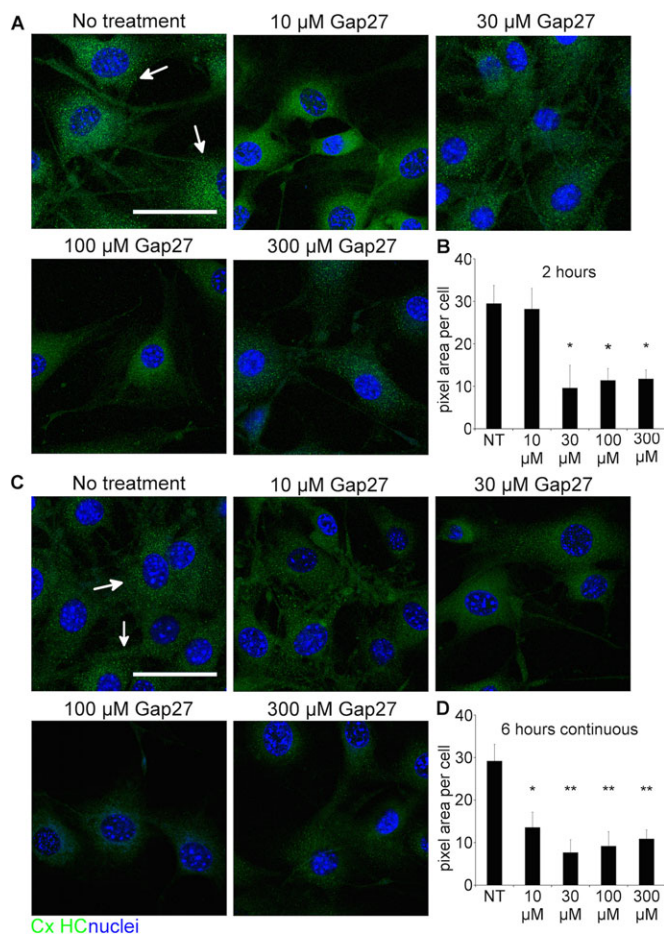 A
No treatment
10 µM Gap27
30 µM Gap27
100 µM Gap27
300 µM Gap27
B
2 hours
pixel area per cell
40
30
20
10
0
* * *
NT 10 µM 30 µM 100 µM 300 µM
C
No treatment
10 µM Gap27
30 µM Gap27
100 µM Gap27
300 µM Gap27
D
6 hours continuous
pixel area per cell
40
30
20
10
0
* ** ** **
NT 10 µM 30 µM 100 µM 300 µM
Cx HCnuclei